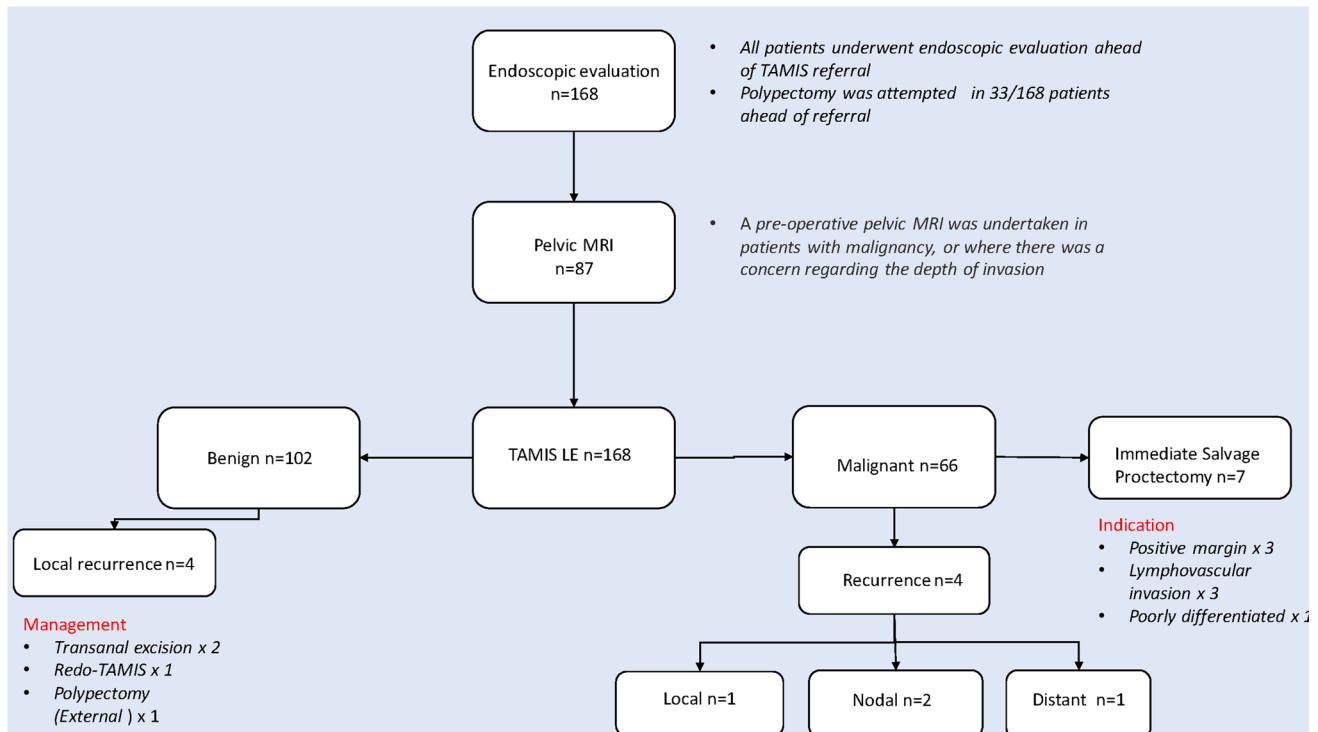 Endoscopic evaluation
n=168
• All patients underwent endoscopic evaluation ahead
of TAMIS referral
• Polypectomy was attempted in 33/168 patients
ahead of referral
Pelvic MRI
n=87
• A pre-operative pelvic MRI was undertaken in
patients with malignancy, or where there was a
concern regarding the depth of invasion
Benign n=102
TAMIS LE n=168
Malignant n=66
Immediate Salvage
Proctectomy n=7
Indication
• Positive margin x 3
• Lymphovascular
invasion x 3
• Poorly differentiated x 1
Local recurrence n=4
Management
• Transanal excision x 2
• Redo-TAMIS x 1
• Polypectomy
(External ) x 1
Recurrence n=4
Local n=1
Nodal n=2
Distant n=1